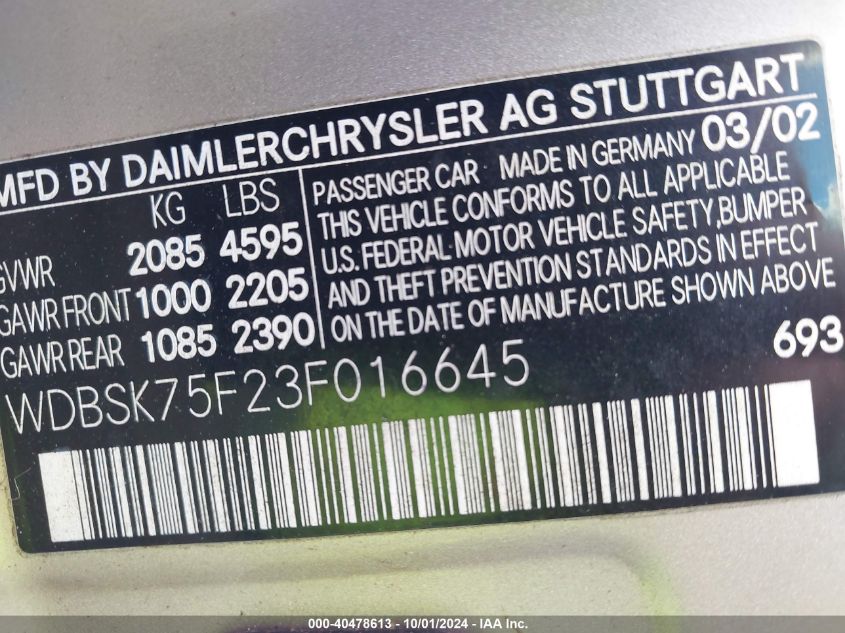 MFD BY DAIMLERCHRYSLER AG STUTTGART
KG LBS
GVWR 2085 4595
GAWR FRONT 1000 2205
GAWR REAR 1085 2390
PASSENGER CAR MADE IN GERMANY 03/02
THIS VEHICLE CONFORMS TO ALL APPLICABLE
U.S. FEDERAL MOTOR VEHICLE SAFETY, BUMPER
AND THEFT PREVENTION STANDARDS IN EFFECT
ON THE DATE OF MANUFACTURE SHOWN ABOVE
693
WDBSK75F23F016645
000-40478613 - 10/01/2024 - IAA Inc.